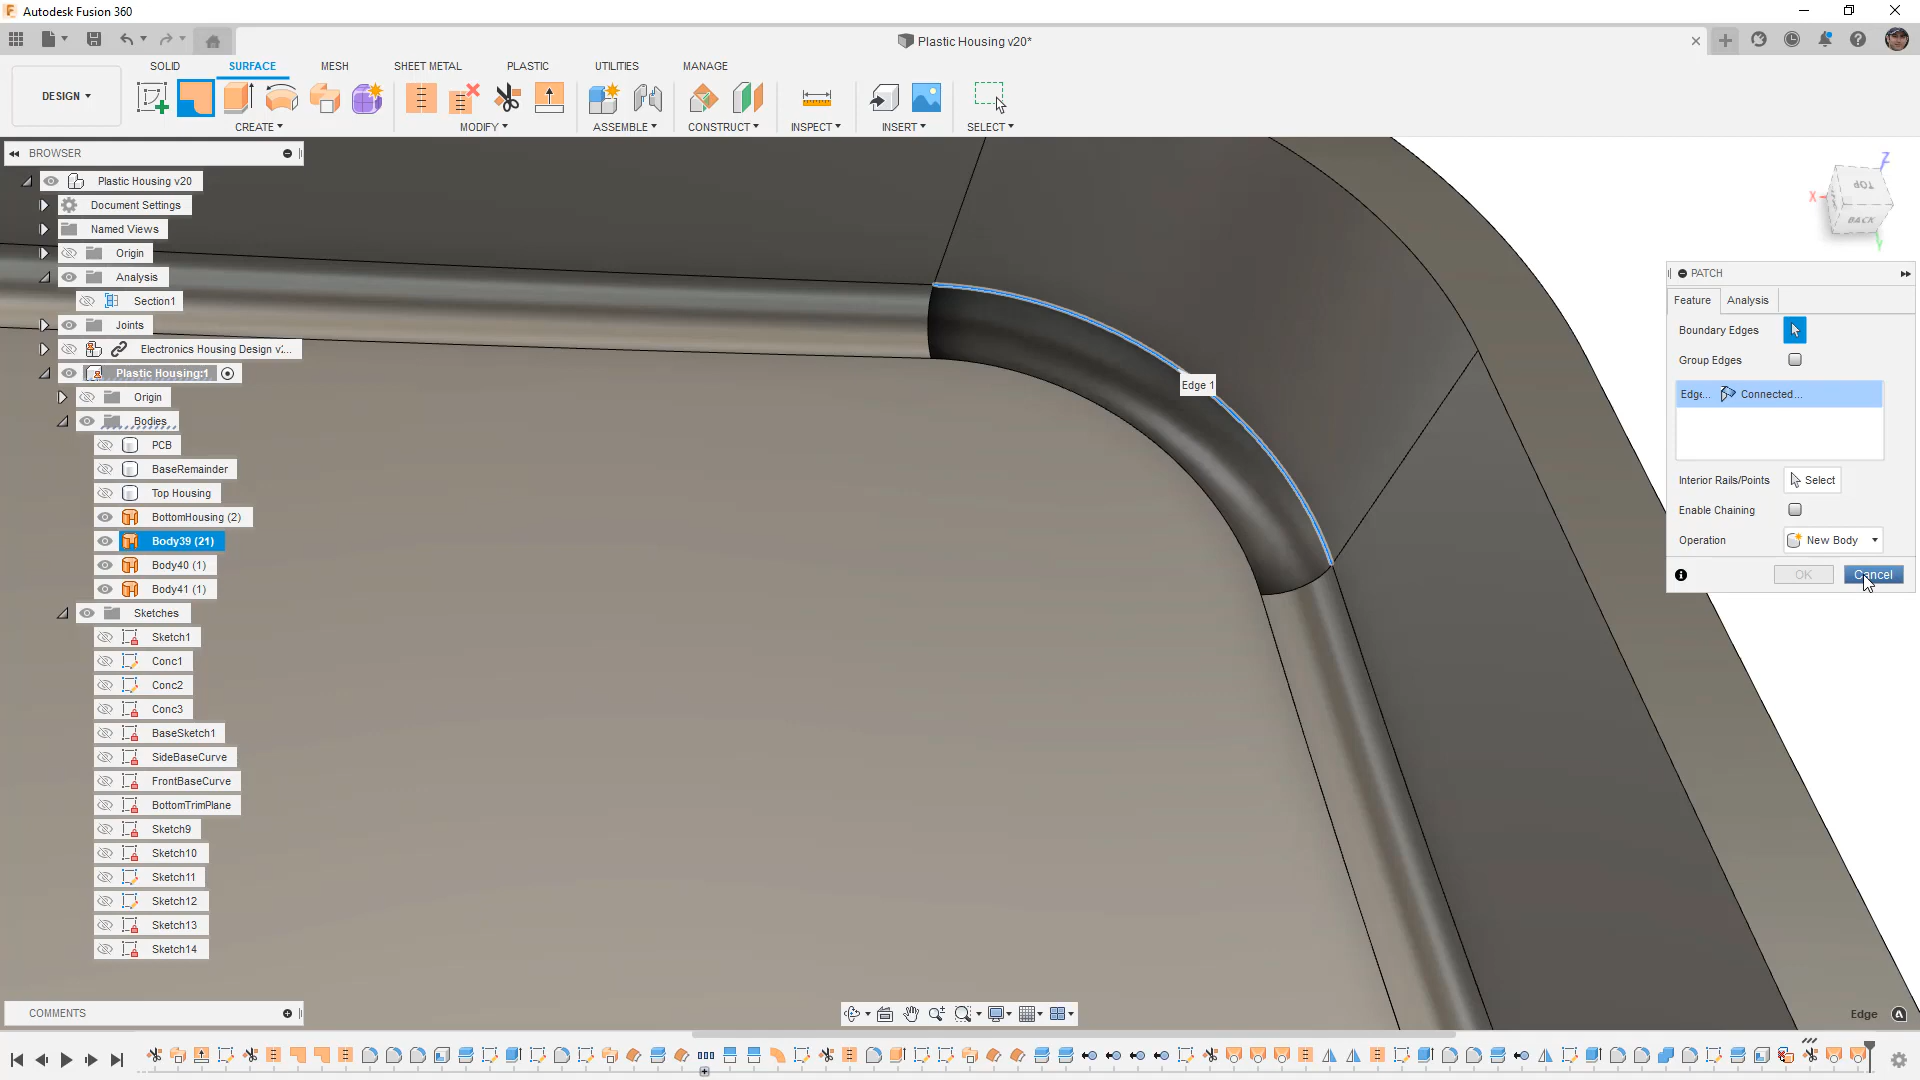 Autodesk Fusion 360
Plastic Housing v20*
DESIGN
SOLID
SURFACE
MESH
SHEET METAL
PLASTIC
UTILITIES
MANAGE
CREATE
MODIFY
ASSEMBLE
CONSTRUCT
INSPECT
INSERT
SELECT
BROWSER
Plastic Housing v20
Document Settings
Named Views
Origin
Analysis
Section1
Joints
Electronics Housing Design v:...
Plastic Housing:1
Origin
Bodies
PCB
BaseRemainder
Top Housing
BottomHousing (2)
Body39 (21)
Body40 (1)
Body41 (1)
Sketches
Sketch1
Conc1
Conc2
Conc3
BaseSketch1
SideBaseCurve
FrontBaseCurve
BottomTrimPlane
Sketch9
Sketch10
Sketch11
Sketch12
Sketch13
Sketch14
COMMENTS
Edge 1
Z
X
Y
TOP
BACK
PATCH
Feature
Analysis
Boundary Edges
Group Edges
Edge... Connected...
Interior Rails/Points Select
Enable Chaining
Operation New Body
OK Cancel
Edge